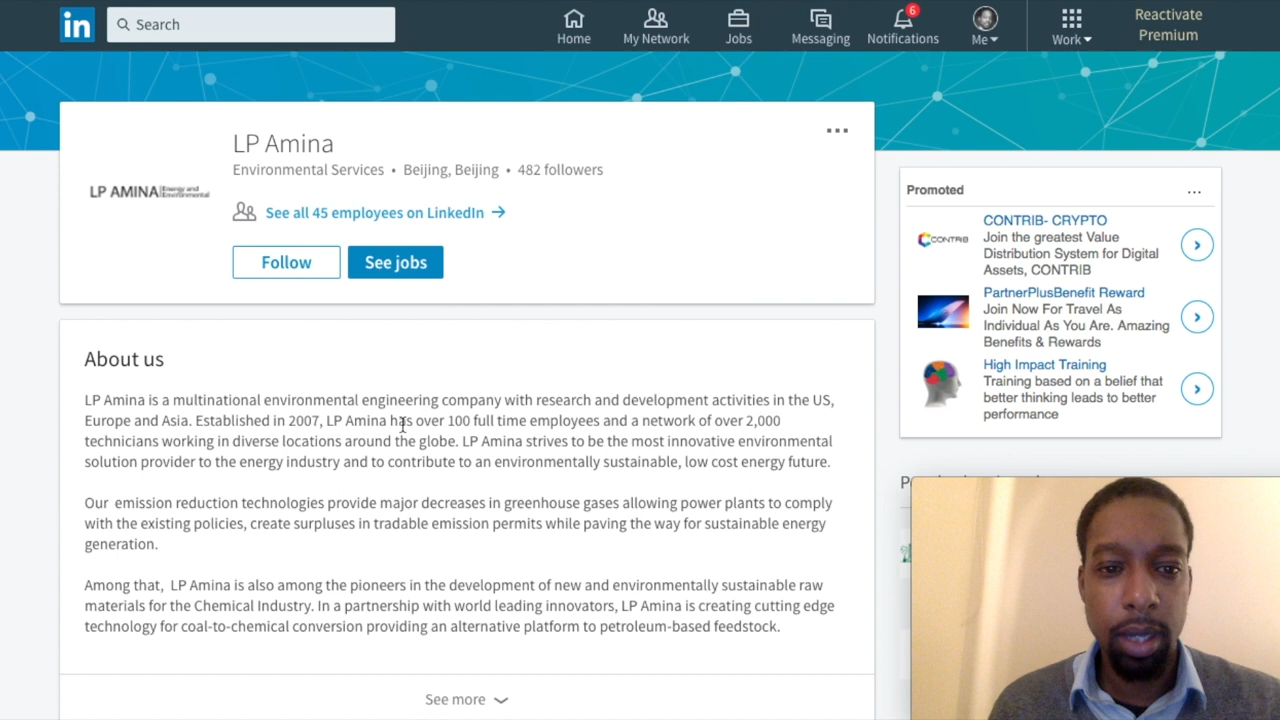 in
Search
Home
My Network
Jobs
Messaging
6
Notifications
Me
Work
Reactivate
Premium
LP AMINA Energy and
Environmental
LP Amina
Environmental Services • Beijing, Beijing • 482 followers
See all 45 employees on LinkedIn →
Follow
See jobs
About us
LP Amina is a multinational environmental engineering company with research and development activities in the US,
Europe and Asia. Established in 2007, LP Amina has over 100 full time employees and a network of over 2,000
technicians working in diverse locations around the globe. LP Amina strives to be the most innovative environmental
solution provider to the energy industry and to contribute to an environmentally sustainable, low cost energy future.
Our emission reduction technologies provide major decreases in greenhouse gases allowing power plants to comply
with the existing policies, create surpluses in tradable emission permits while paving the way for sustainable energy
generation.
Among that, LP Amina is also among the pioneers in the development of new and environmentally sustainable raw
materials for the Chemical Industry. In a partnership with world leading innovators, LP Amina is creating cutting edge
technology for coal-to-chemical conversion providing an alternative platform to petroleum-based feedstock.
See more
Promoted
CONTRIB
CONTRIB- CRYPTO
Join the greatest Value
Distribution System for Digital
Assets, CONTRIB
PartnerPlusBenefit Reward
Join Now For Travel As
Individual As You Are. Amazing
Benefits & Rewards
High Impact Training
Training based on a belief that
better thinking leads to better
performance